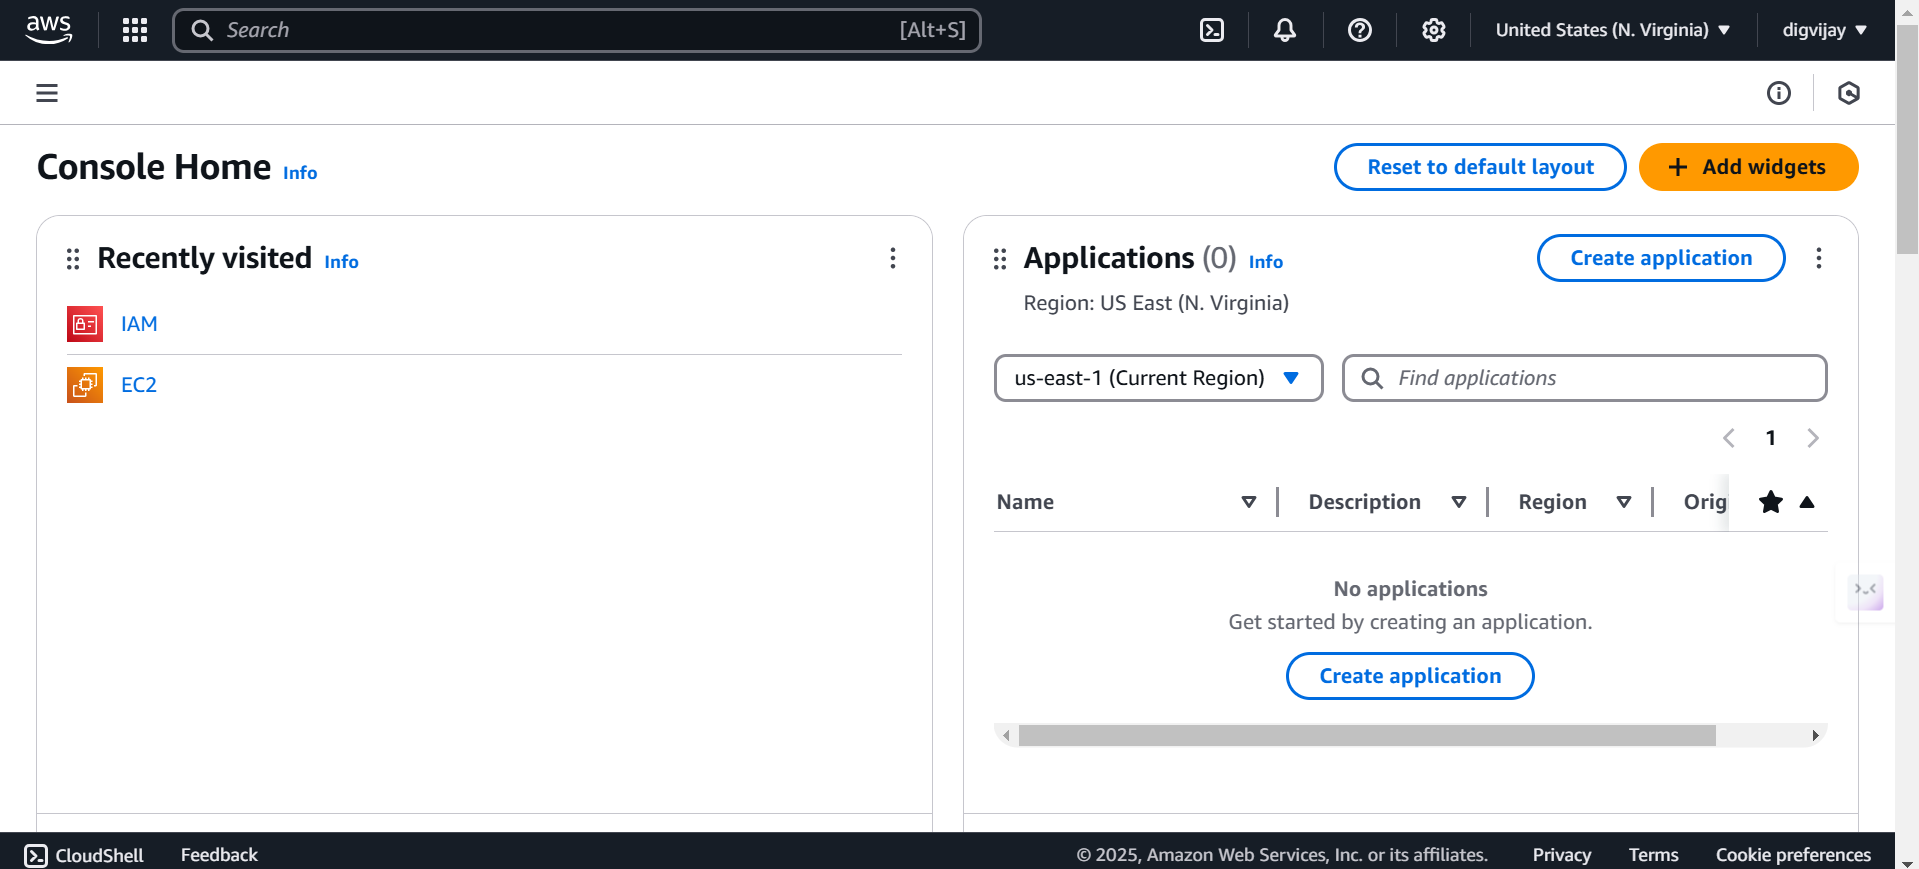 aws
Search [Alt+S]
United States (N. Virginia)
digvijay
Console Home Info
Reset to default layout
+ Add widgets
Recently visited Info
IAM
EC2
Applications (0) Info
Create application
Region: US East (N. Virginia)
us-east-1 (Current Region)
Find applications
1
Name
Description
Region
Orig
No applications
Get started by creating an application.
Create application
CloudShell
Feedback
© 2025, Amazon Web Services, Inc. or its affiliates.
Privacy
Terms
Cookie preferences